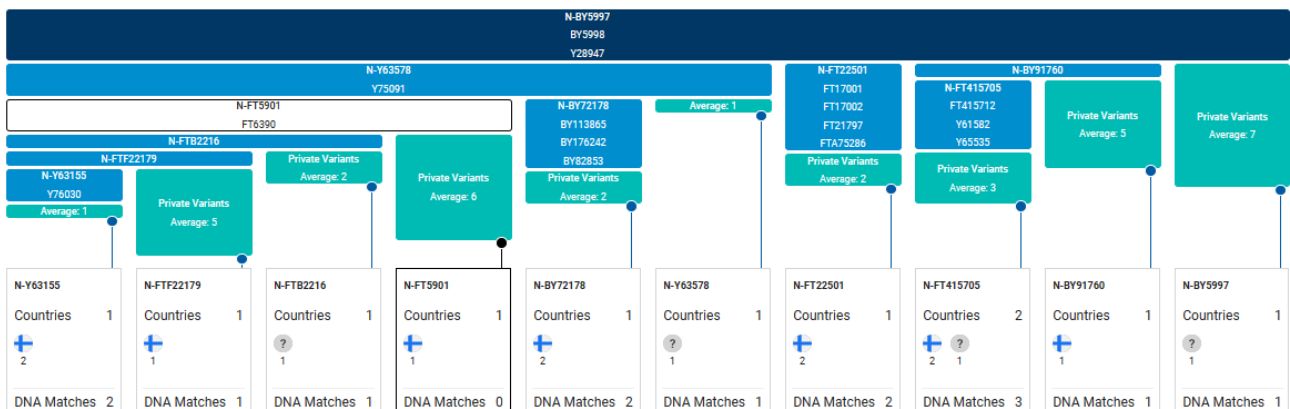 N-BY5997
BY5998
Y28947
N-Y63578
Y75091
N-FT22501
FT17001
FT17002
FT21797
FTA75286
N-BY91760
N-FT5901
FT6390
N-BY72178
BY113865
BY176242
BY82853
Average: 1
N-FT415705
FT415712
Y61582
Y65535
Private Variants
Average: 5
Private Variants
Average: 7
N-FTB2216
N-FTF22179
Private Variants
Average: 2
Private Variants
Average: 6
Private Variants
Average: 2
Private Variants
Average: 2
Private Variants
Average: 3
N-Y63155
Y76030
Average: 1
Private Variants
Average: 5
N-Y63155
Countries 1
2
DNA Matches 2
N-FTF22179
Countries 1
1
DNA Matches 1
N-FTB2216
Countries 1
?
1
DNA Matches 1
N-FT5901
Countries 1
1
DNA Matches 0
N-BY72178
Countries 1
2
DNA Matches 2
N-Y63578
Countries 1
?
1
DNA Matches 1
N-FT22501
Countries 1
2
DNA Matches 2
N-FT415705
Countries 2
?
2 1
DNA Matches 3
N-BY91760
Countries 1
1
DNA Matches 1
N-BY5997
Countries 1
?
1
DNA Matches 1